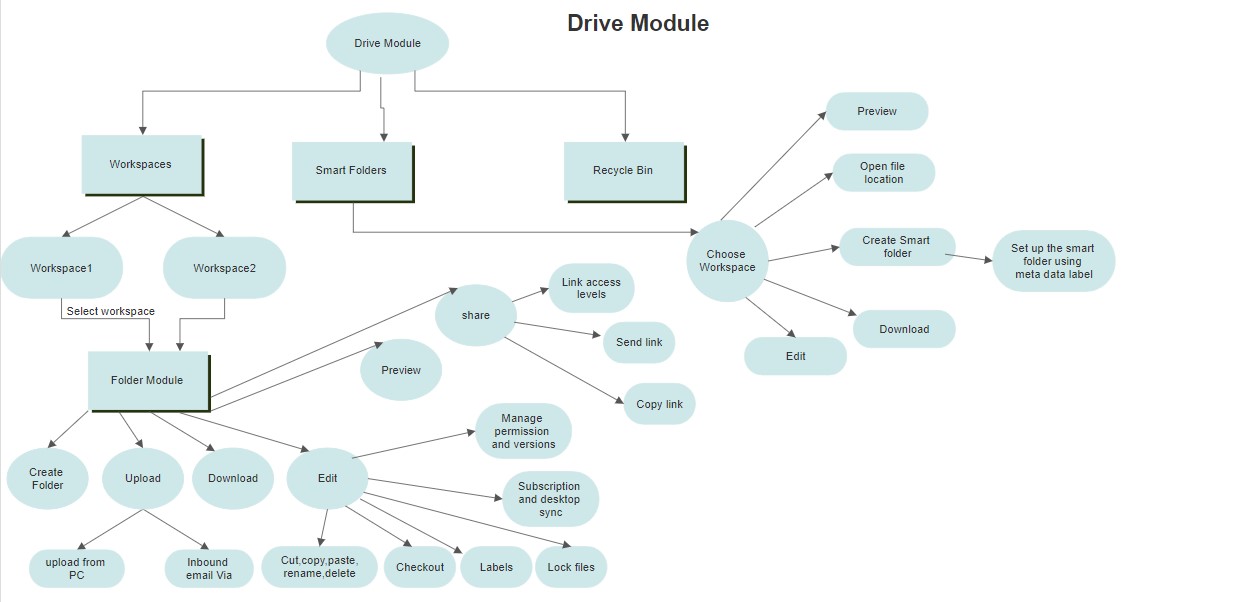 Drive Module
Drive Module
Workspaces
Smart Folders
Recycle Bin
Preview
Open file
location
Choose
Workspace
Create Smart
folder
Set up the smart
folder using
meta data label
Download
Edit
Workspace1
Workspace2
Select workspace
Folder Module
share
Link access
levels
Send link
Copy link
Preview
Create
Folder
Upload
Download
Edit
Manage
permission
and versions
Subscription
and desktop
sync
upload from
PC
Inbound
email Via
Cut,copy,paste,
rename,delete
Checkout
Labels
Lock files